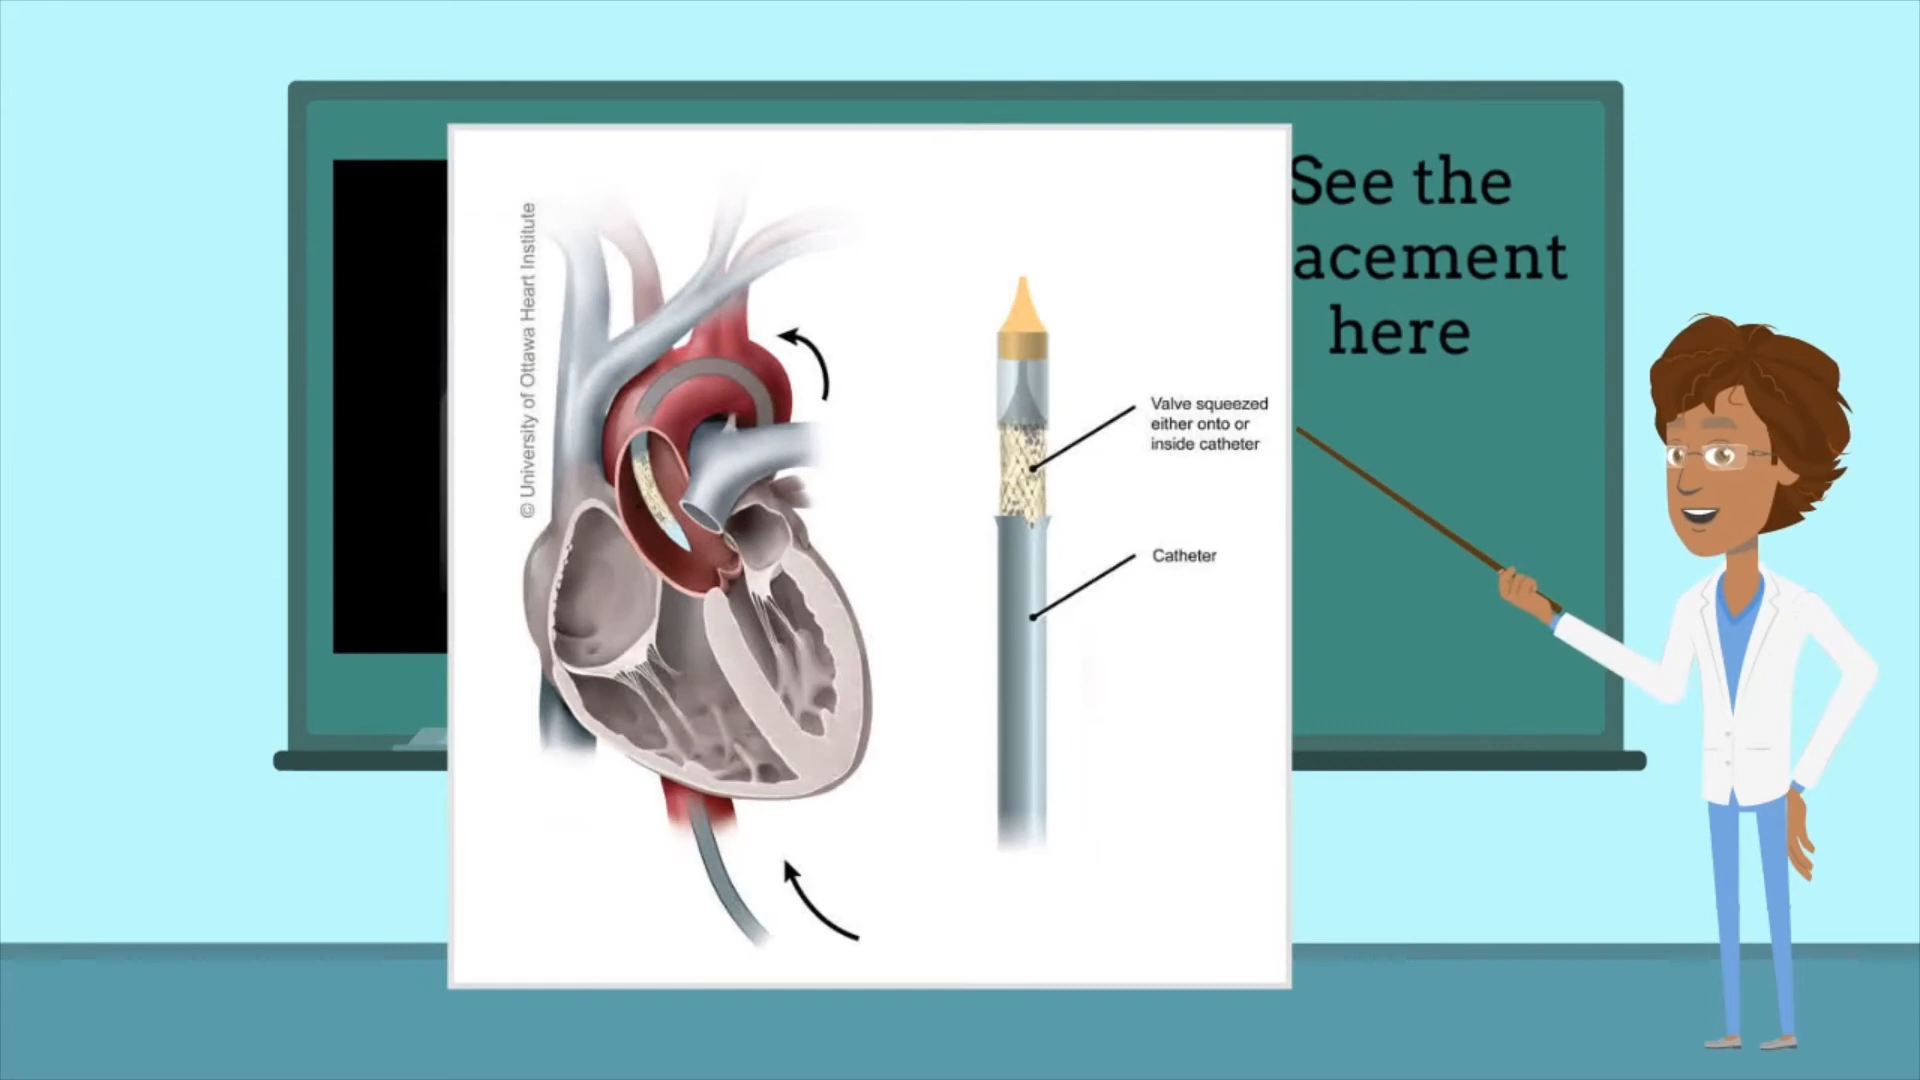 © University of Ottawa Heart Institute
See the
acement
here
Valve squeezed
either onto or
inside catheter
Catheter